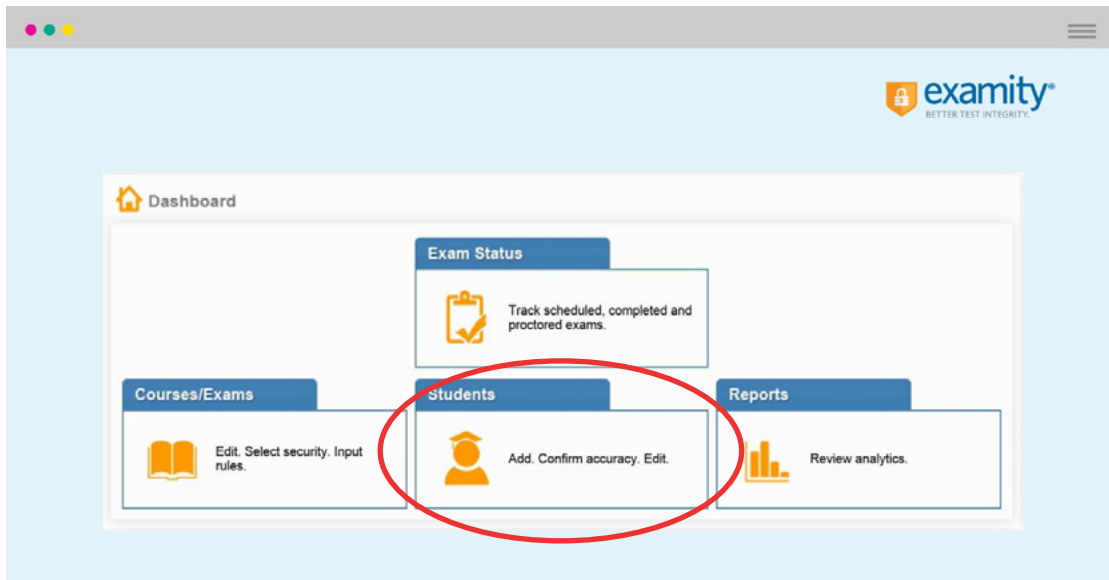 examity®
BETTER TEST INTEGRITY.
Dashboard
Exam Status
Track scheduled, completed and
proctored exams.
Courses/Exams
Edit. Select security. Input
rules.
Students
Add. Confirm accuracy. Edit.
Reports
Review analytics.